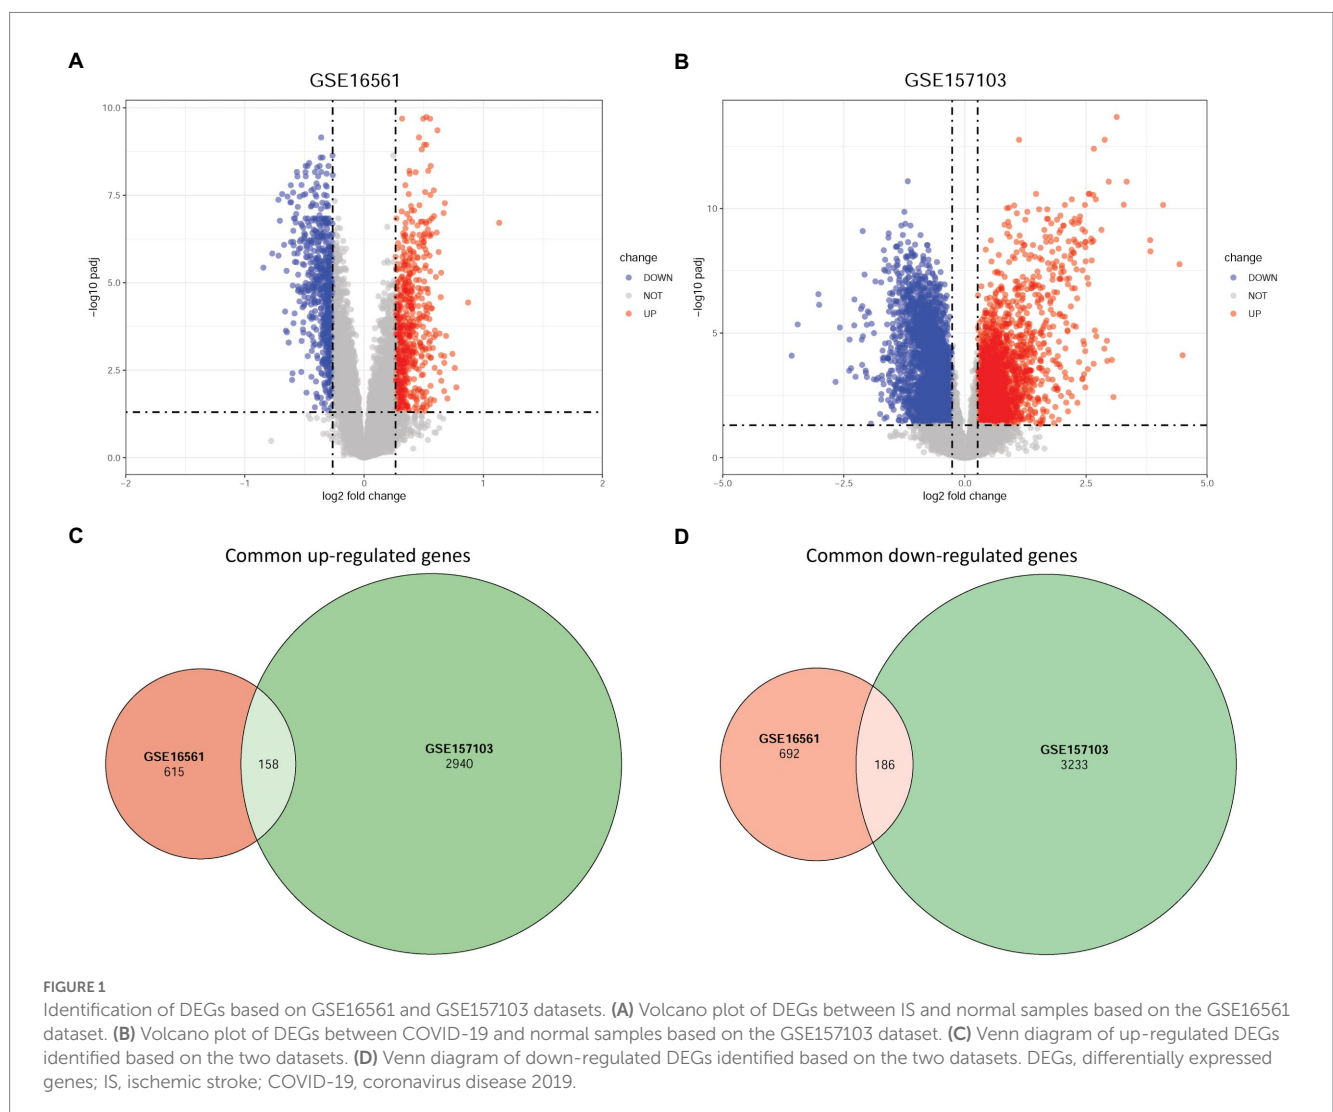 A
GSE16561
10.0
7.5
5.0
2.5
0.0
−log10 padj
−2
−1
0
1
2
log2 fold change
change
DOWN
NOT
UP
B
GSE157103
10
5
0
−log10 padj
−5.0
−2.5
0.0
2.5
5.0
log2 fold change
change
DOWN
NOT
UP
C
Common up-regulated genes
GSE16561
615
158
GSE157103
2940
D
Common down-regulated genes
GSE16561
692
186
GSE157103
3233
FIGURE 1
Identification of DEGs based on GSE16561 and GSE157103 datasets. (A) Volcano plot of DEGs between IS and normal samples based on the GSE16561
dataset. (B) Volcano plot of DEGs between COVID-19 and normal samples based on the GSE157103 dataset. (C) Venn diagram of up-regulated DEGs
identified based on the two datasets. (D) Venn diagram of down-regulated DEGs identified based on the two datasets. DEGs, differentially expressed
genes; IS, ischemic stroke; COVID-19, coronavirus disease 2019.